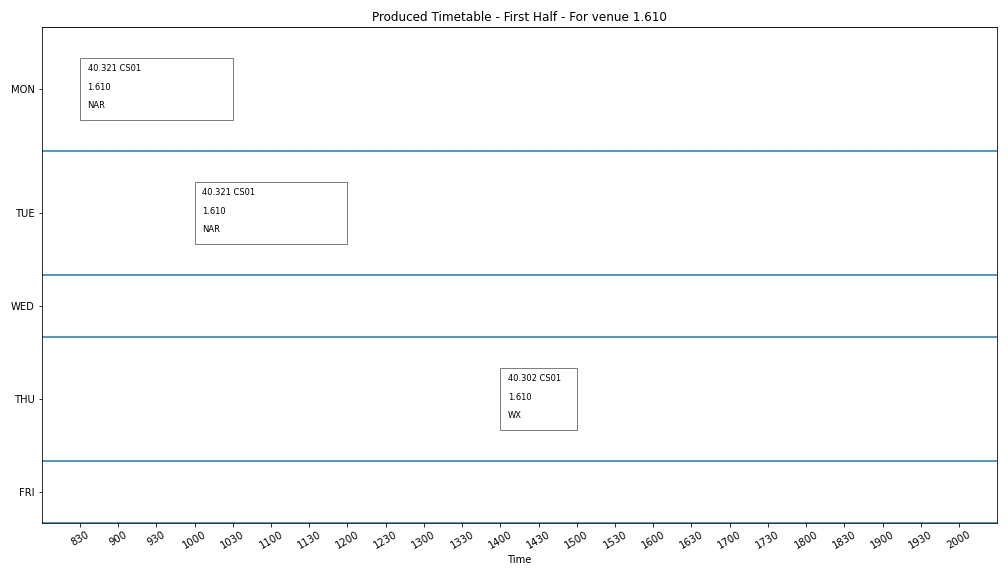 Produced Timetable - First Half - For venue 1.610
MON
40.321 CS01
1.610
NAR
TUE
40.321 CS01
1.610
NAR
WED
THU
40.302 CS01
1.610
WX
FRI
830 900 930 1000 1030 1100 1130 1200 1230 1300 1330 1400 1430 1500 1530 1600 1630 1700 1730 1800 1830 1900 1930 2000
Time